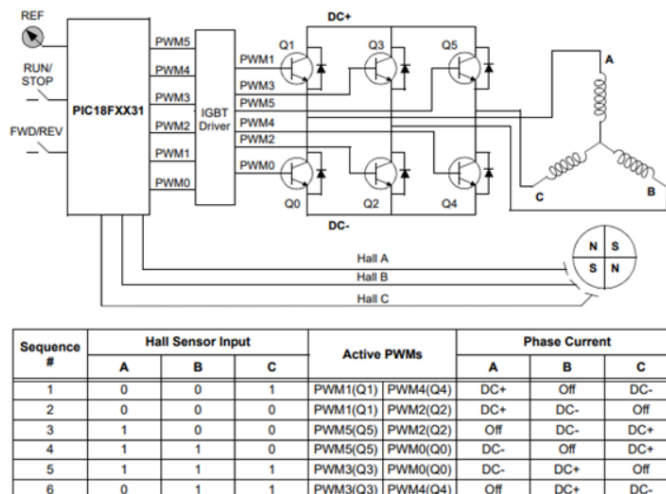 REF
RUN/
STOP
FWD/REV
PIC18FXX31
PWM5
PWM4
PWM3
PWM2
PWM1
PWM0
IGBT
Driver
PWM1
PWM3
PWM5
PWM4
PWM2
PWM0
DC+
Q1
Q3
Q5
Q0
Q2
Q4
DC-
A
C
B
N S
S N
Hall A
Hall B
Hall C
Sequence # Hall Sensor Input Active PWMs Phase Current
A B C A B C
1 0 0 1 PWM1(Q1) PWM4(Q4) DC+ Off DC-
2 0 0 0 PWM1(Q1) PWM2(Q2) DC+ DC- Off
3 1 0 0 PWM5(Q5) PWM2(Q2) Off DC- DC+
4 1 1 0 PWM5(Q5) PWM0(Q0) DC- Off DC+
5 1 1 1 PWM3(Q3) PWM0(Q0) DC- DC+ Off
6 0 1 1 PWM3(Q3) PWM4(Q4) Off DC+ DC-